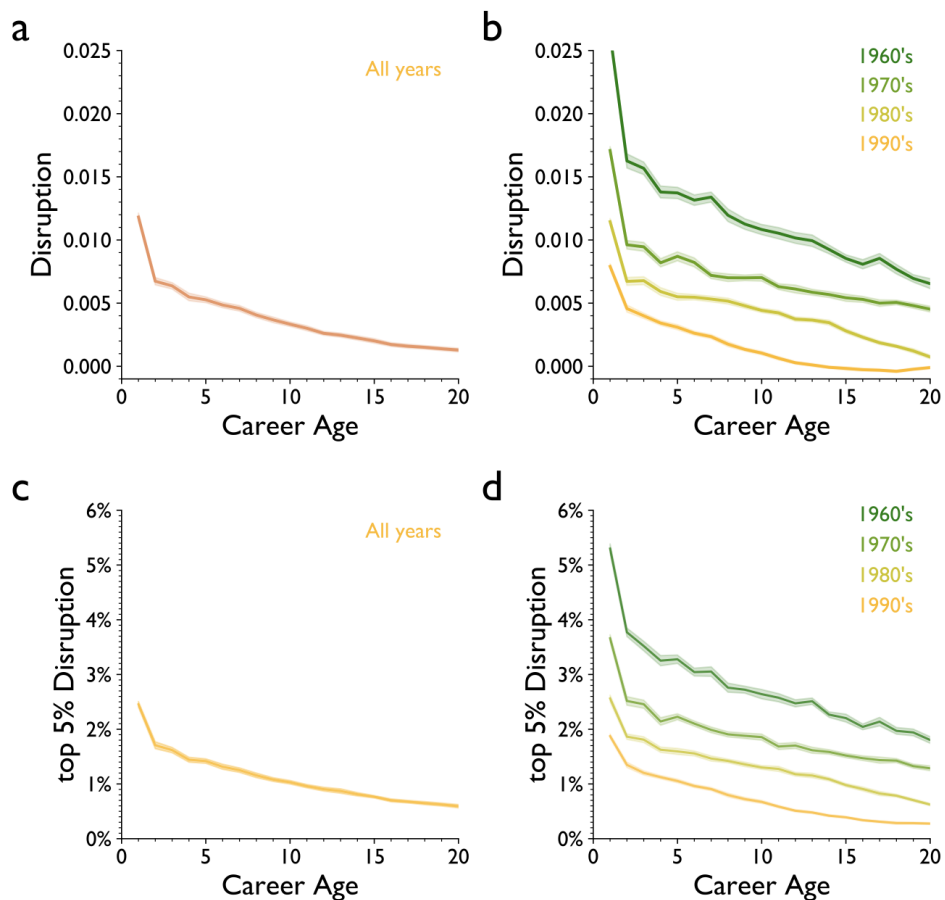 a
0.025
0.020
0.015
0.010
0.005
0.000
Disruption
All years
0 5 10 15 20
Career Age
b
0.025
0.020
0.015
0.010
0.005
0.000
Disruption
1960's
1970's
1980's
1990's
0 5 10 15 20
Career Age
c
6%
5%
4%
3%
2%
1%
0%
top 5% Disruption
All years
0 5 10 15 20
Career Age
d
6%
5%
4%
3%
2%
1%
0%
top 5% Disruption
1960's
1970's
1980's
1990's
0 5 10 15 20
Career Age